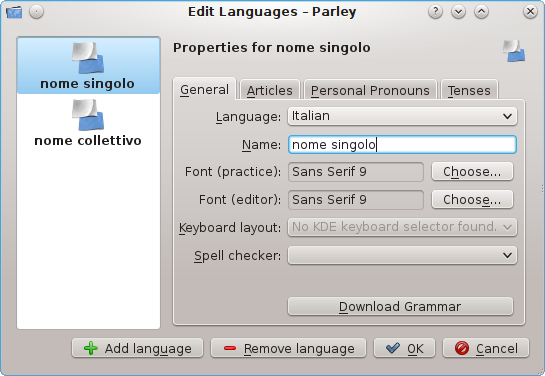 Edit Languages – Parley
nome singolo
nome collettivo
Properties for nome singolo
General Articles Personal Pronouns Tenses
Language: Italian
Name: nome singolo
Font (practice): Sans Serif 9 Choose...
Font (editor): Sans Serif 9 Choose...
Keyboard layout: No KDE keyboard selector found.
Spell checker:
Download Grammar
Add language Remove language OK Cancel